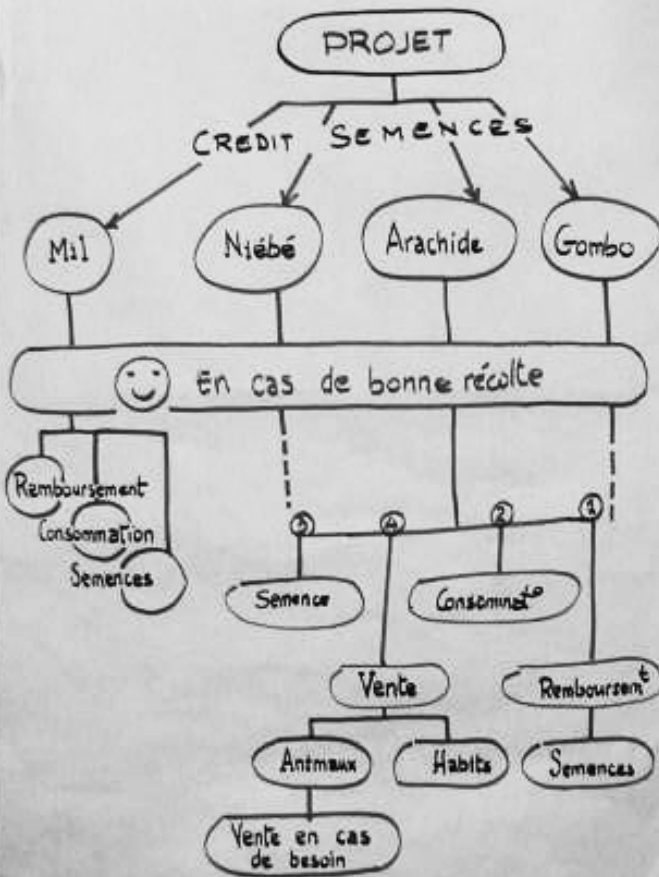 PROJET
CREDIT SEMENCES
Mil
Niébé
Arachide
Gombo
En cas de bonne récolte
Remboursement
Consommation
Semences
3
4
2
1
Semence
Consommat°
Vente
Remboursemt
Animaux
Habits
Semences
Vente en cas
de besoin